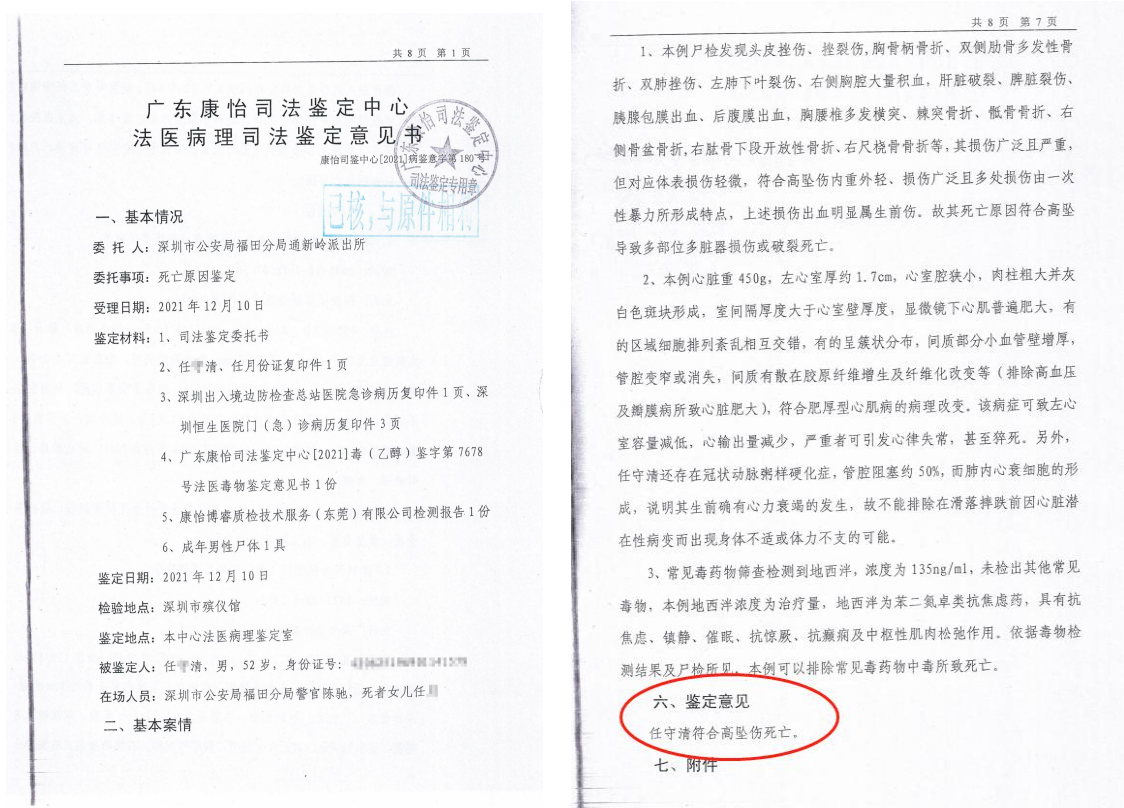 共 8 页 第 1 页
广东康怡司法鉴定中心
法医病理司法鉴定意见书
康怡司鉴中心[2021]病鉴意字第 180 号
广东康怡司法鉴定中心
司法鉴定专用章
已核,与原件相符
一、基本情况
委 托 人：深圳市公安局福田分局通新岭派出所
委托事项：死亡原因鉴定
受理日期：2021 年 12 月 10 日
鉴定材料：1、司法鉴定委托书
2、任 清、任月份证复印件 1 页
3、深圳出入境边防检查总站医院急诊病历复印件 1 页、深
圳恒生医院门（急）诊病历复印件 3 页
4、广东康怡司法鉴定中心[2021]毒（乙醇）鉴字第 7678
号法医毒物鉴定意见书 1 份
5、康怡博睿质检技术服务（东莞）有限公司检测报告 1 份
6、成年男性尸体 1 具
鉴定日期：2021 年 12 月 10 日
检验地点：深圳市殡仪馆
鉴定地点：本中心法医病理鉴定室
被鉴定人：任 清，男，52 岁，身份证号：
在场人员：深圳市公安局福田分局警官陈驰，死者女儿任
二、基本案情
共 8 页 第 7 页
1、本例尸检发现头皮挫伤、挫裂伤,胸骨柄骨折、双侧肋骨多发性骨
折、双肺挫伤、左肺下叶裂伤、右侧胸腔大量积血，肝脏破裂、脾脏裂伤、
胰腺包膜出血、后腹膜出血，胸腰椎多发横突、棘突骨折、骶骨骨折、右
侧骨盆骨折,右肱骨下段开放性骨折、右尺桡骨骨折等，其损伤广泛且严重，
但对应体表损伤轻微，符合高坠伤内重外轻、损伤广泛且多处损伤由一次
性暴力所形成特点，上述损伤出血明显属生前伤。故其死亡原因符合高坠
导致多部位多脏器损伤或破裂死亡。
2、本例心脏重 450g，左心室厚约 1.7cm，心室腔狭小，肉柱粗大并灰
白色斑块形成，室间隔厚度大于心室壁厚度，显微镜下心肌普遍肥大，有
的区域细胞排列紊乱相互交错，有的呈簇状分布，间质部分小血管壁增厚，
管腔变窄或消失，间质有散在胶原纤维增生及纤维化改变等（排除高血压
及瓣膜病所致心脏肥大），符合肥厚型心肌病的病理改变。该病症可致左心
室容量减低，心输出量减少，严重者可引发心律失常，甚至猝死。另外，
任守清还存在冠状动脉粥样硬化症，管腔阻塞约 50%，而肺内心衰细胞的形
成，说明其生前确有心力衰竭的发生，故不能排除在滑落摔跌前因心脏潜
在性病变而出现身体不适或体力不支的可能。
3、常见毒药物筛查检测到地西泮，浓度为 135ng/ml，未检出其他常见
毒物，本例地西泮浓度为治疗量，地西泮为苯二氮卓类抗焦虑药，具有抗
焦虑、镇静、催眠、抗惊厥、抗癫痫及中枢性肌肉松弛作用。依据毒物检
测结果及尸检所见，本例可以排除常见毒药物中毒所致死亡。
六、鉴定意见
任守清符合高坠伤死亡。
七、附件